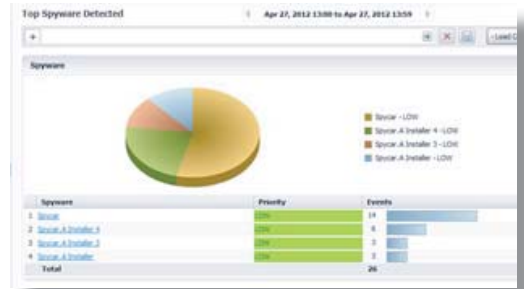 Top Spyware Detected
Apr 27, 2012 13:00 to Apr 27, 2012 13:59
Spyware
Spycar - LOW
Spycar.A Installer 4 - LOW
Spycar.A Installer 3 - LOW
Spycar.A Installer - LOW
Spyware Priority Events
1 Spycar LOW 14
2 Spycar.A Installer 4 LOW 6
3 Spycar.A Installer 3 LOW 3
4 Spycar.A Installer LOW 3
Total 26